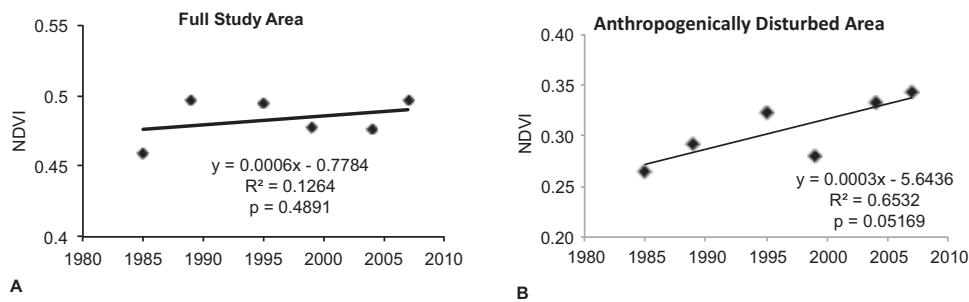 Full Study Area
0.55
0.5
0.45
0.4
NDVI
y = 0.0006x - 0.7784
R² = 0.1264
p = 0.4891
1980 1985 1990 1995 2000 2005 2010
A
Anthropogenically Disturbed Area
0.40
0.35
0.30
0.25
0.20
NDVI
y = 0.0003x - 5.6436
R² = 0.6532
p = 0.05169
1980 1985 1990 1995 2000 2005 2010
B